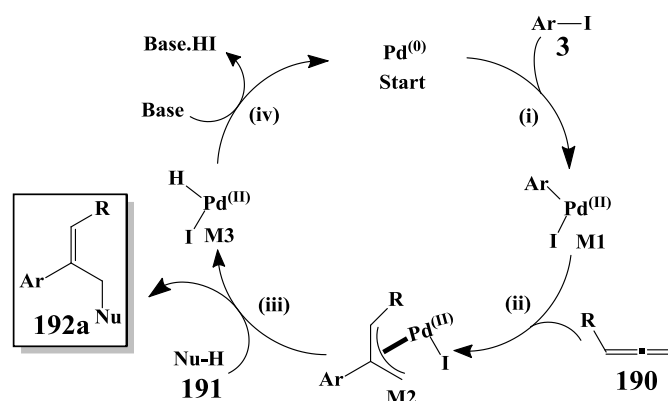 Base.HI
Pd(0)
Start
Ar—I
3
Base
(iv)
(i)
H
Pd(II)
I
M3
Ar
Pd(II)
I
M1
R
Ar
Nu
192a
(iii)
(ii)
Nu-H
191
R
Pd(II)
I
Ar
M2
R
190